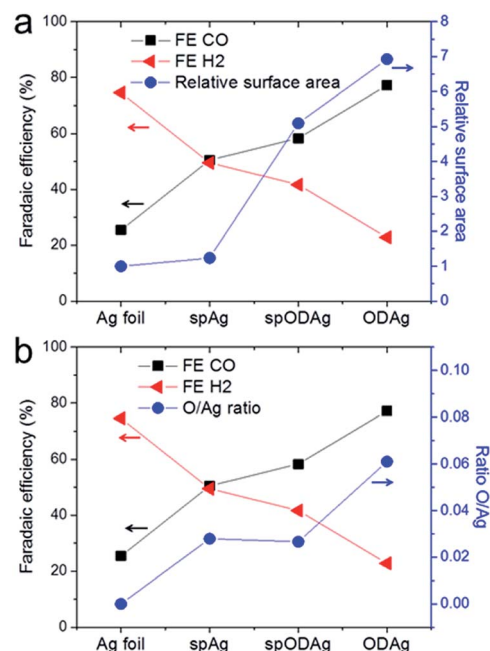 a
FE CO
FE H2
Relative surface area
Faradaic efficiency (%)
100
80
60
40
20
0
8
7
6
5
4
3
2
1
0
Relative surface area
Ag foil spAg spODAg ODAg
b
FE CO
FE H2
O/Ag ratio
Faradaic efficiency (%)
100
80
60
40
20
0
0.10
0.08
0.06
0.04
0.02
0.00
Ratio O/Ag
Ag foil spAg spODAg ODAg